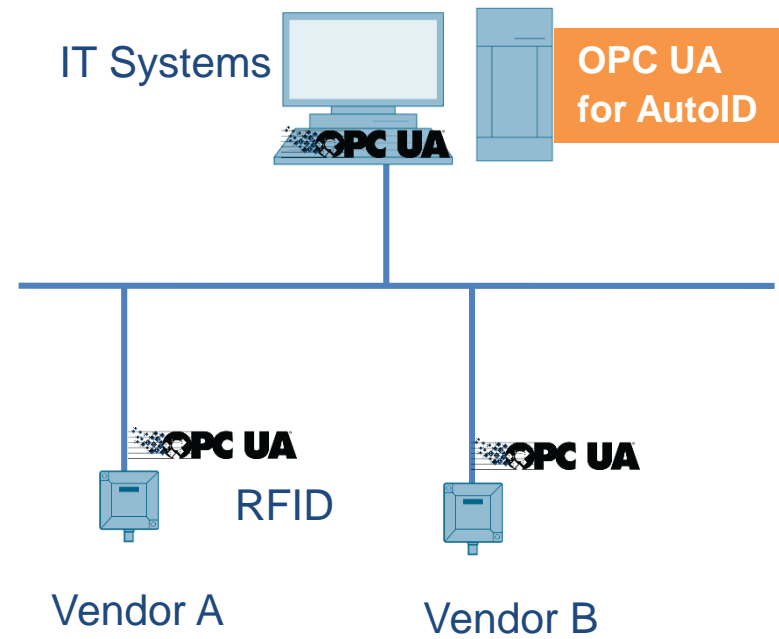 IT Systems
OPC UA
for AutoID
OPC UA
OPC UA
OPC UA
RFID
Vendor A
Vendor B